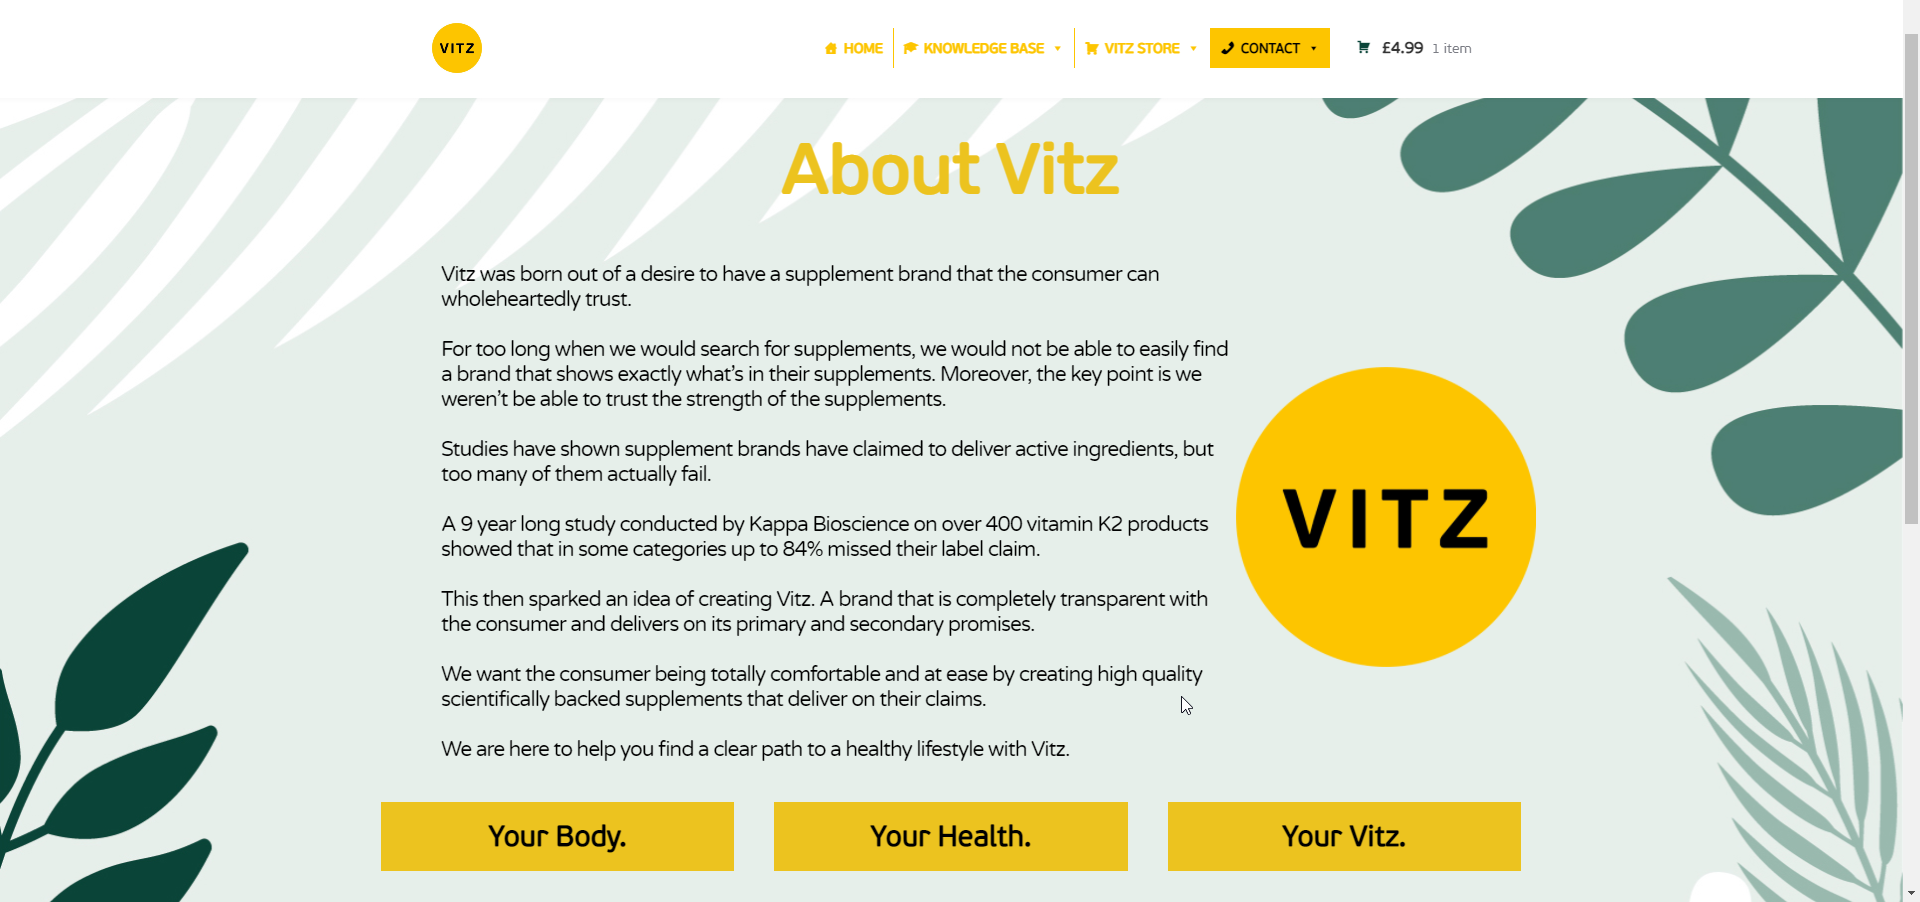 VITZ
HOME KNOWLEDGE BASE VITZ STORE CONTACT £4.99 1 item
About Vitz
Vitz was born out of a desire to have a supplement brand that the consumer can
wholeheartedly trust.
For too long when we would search for supplements, we would not be able to easily find
a brand that shows exactly what's in their supplements. Moreover, the key point is we
weren't be able to trust the strength of the supplements.
Studies have shown supplement brands have claimed to deliver active ingredients, but
too many of them actually fail.
A 9 year long study conducted by Kappa Bioscience on over 400 vitamin K2 products
showed that in some categories up to 84% missed their label claim.
This then sparked an idea of creating Vitz. A brand that is completely transparent with
the consumer and delivers on its primary and secondary promises.
We want the consumer being totally comfortable and at ease by creating high quality
scientifically backed supplements that deliver on their claims.
We are here to help you find a clear path to a healthy lifestyle with Vitz.
VITZ
Your Body.
Your Health.
Your Vitz.